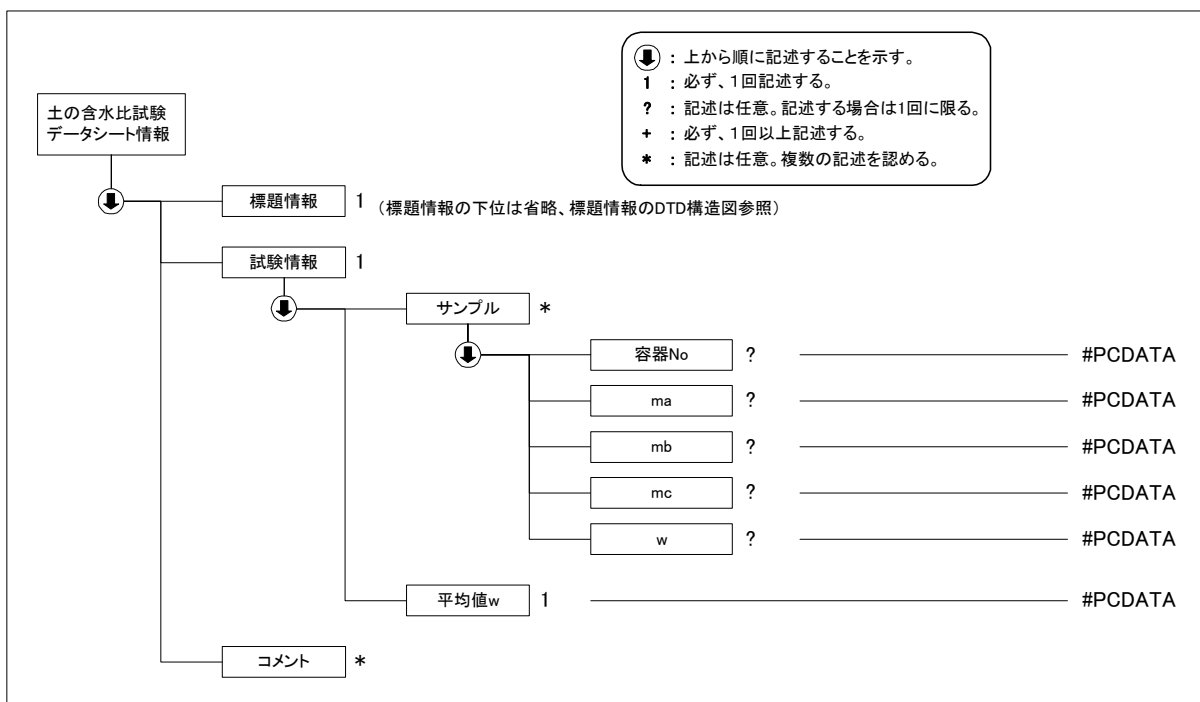 : 上から順に記述することを示す。
1 : 必ず、1回記述する。
? : 記述は任意。記述する場合は1回に限る。
+ : 必ず、1回以上記述する。
* : 記述は任意。複数の記述を認める。
土の含水比試験
データシート情報
標題情報 1 (標題情報の下位は省略、標題情報のDTD構造図参照)
試験情報 1
サンプル *
容器No ? #PCDATA
ma ? #PCDATA
mb ? #PCDATA
mc ? #PCDATA
w ? #PCDATA
平均値w 1 #PCDATA
コメント *